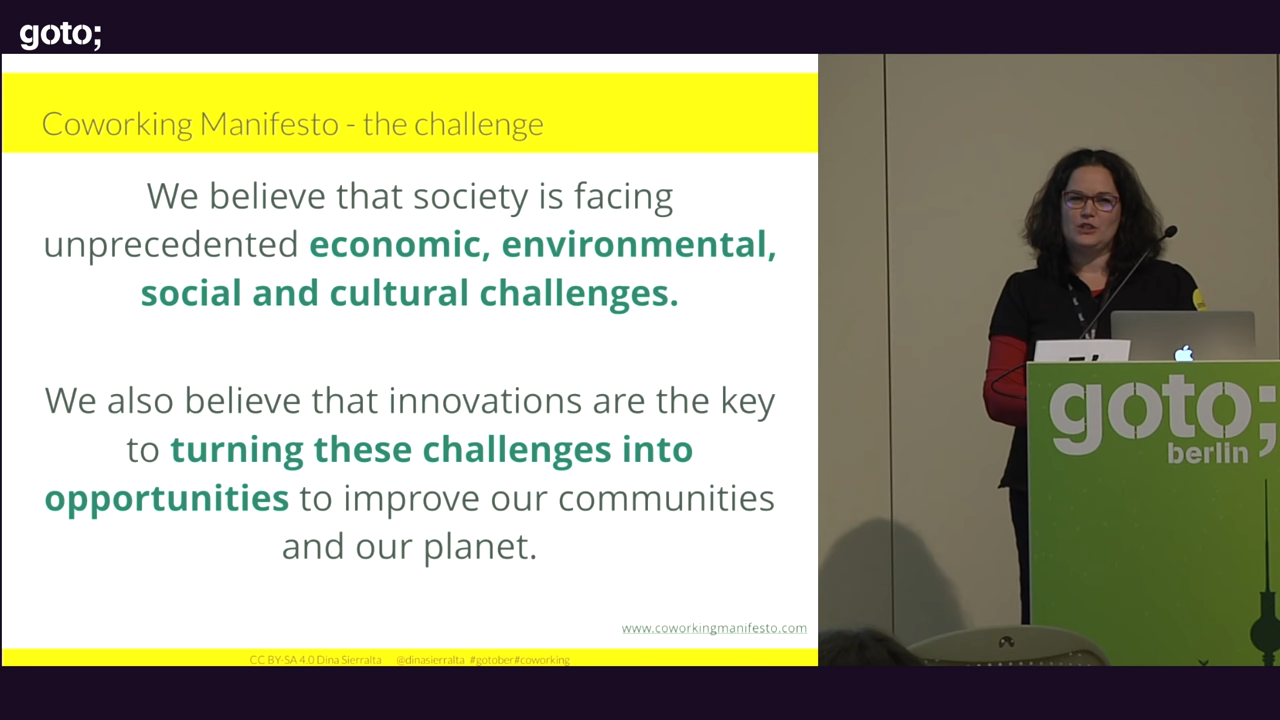 goto;
Coworking Manifesto - the challenge
We believe that society is facing
unprecedented economic, environmental,
social and cultural challenges.
We also believe that innovations are the key
to turning these challenges into
opportunities to improve our communities
and our planet.
www.coworkingmanifesto.com
CC BY-SA 4.0 Dina Sierralta @dinasierralta #gotober#coworking
goto;
berlin